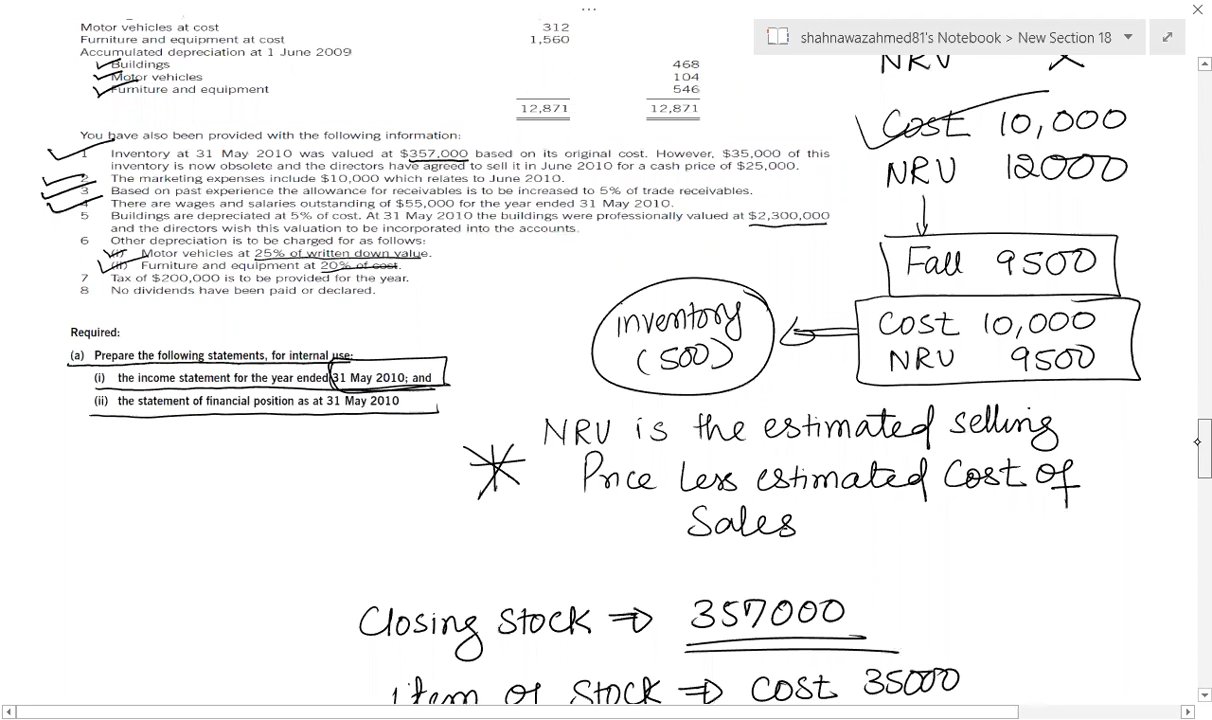 Motor vehicles at cost 312
Furniture and equipment at cost 1,560
Accumulated depreciation at 1 June 2009
Buildings 468
Motor vehicles 104
Furniture and equipment 546
12,871 12,871
You have also been provided with the following information:
1 Inventory at 31 May 2010 was valued at $357,000 based on its original cost. However, $35,000 of this
inventory is now obsolete and the directors have agreed to sell it in June 2010 for a cash price of $25,000.
2 The marketing expenses include $10,000 which relates to June 2010.
3 Based on past experience the allowance for receivables is to be increased to 5% of trade receivables.
4 There are wages and salaries outstanding of $55,000 for the year ended 31 May 2010.
5 Buildings are depreciated at 5% of cost. At 31 May 2010 the buildings were professionally valued at $2,300,000
and the directors wish this valuation to be incorporated into the accounts.
6 Other depreciation is to be charged for as follows:
(i) Motor vehicles at 25% of written down value.
(ii) Furniture and equipment at 20% of cost.
7 Tax of $200,000 is to be provided for the year.
8 No dividends have been paid or declared.
Required:
(a) Prepare the following statements, for internal use:
(i) the income statement for the year ended 31 May 2010; and
(ii) the statement of financial position as at 31 May 2010
shahnawazahmed81's Notebook > New Section 18
NRV
Cost 10,000
NRV 12000
Fall 9500
Cost 10,000
NRV 9500
inventory
(500)
NRV is the estimated selling
Price less estimated cost of
Sales
Closing stock ⇒ 357000
item of stock ⇒ cost 35000